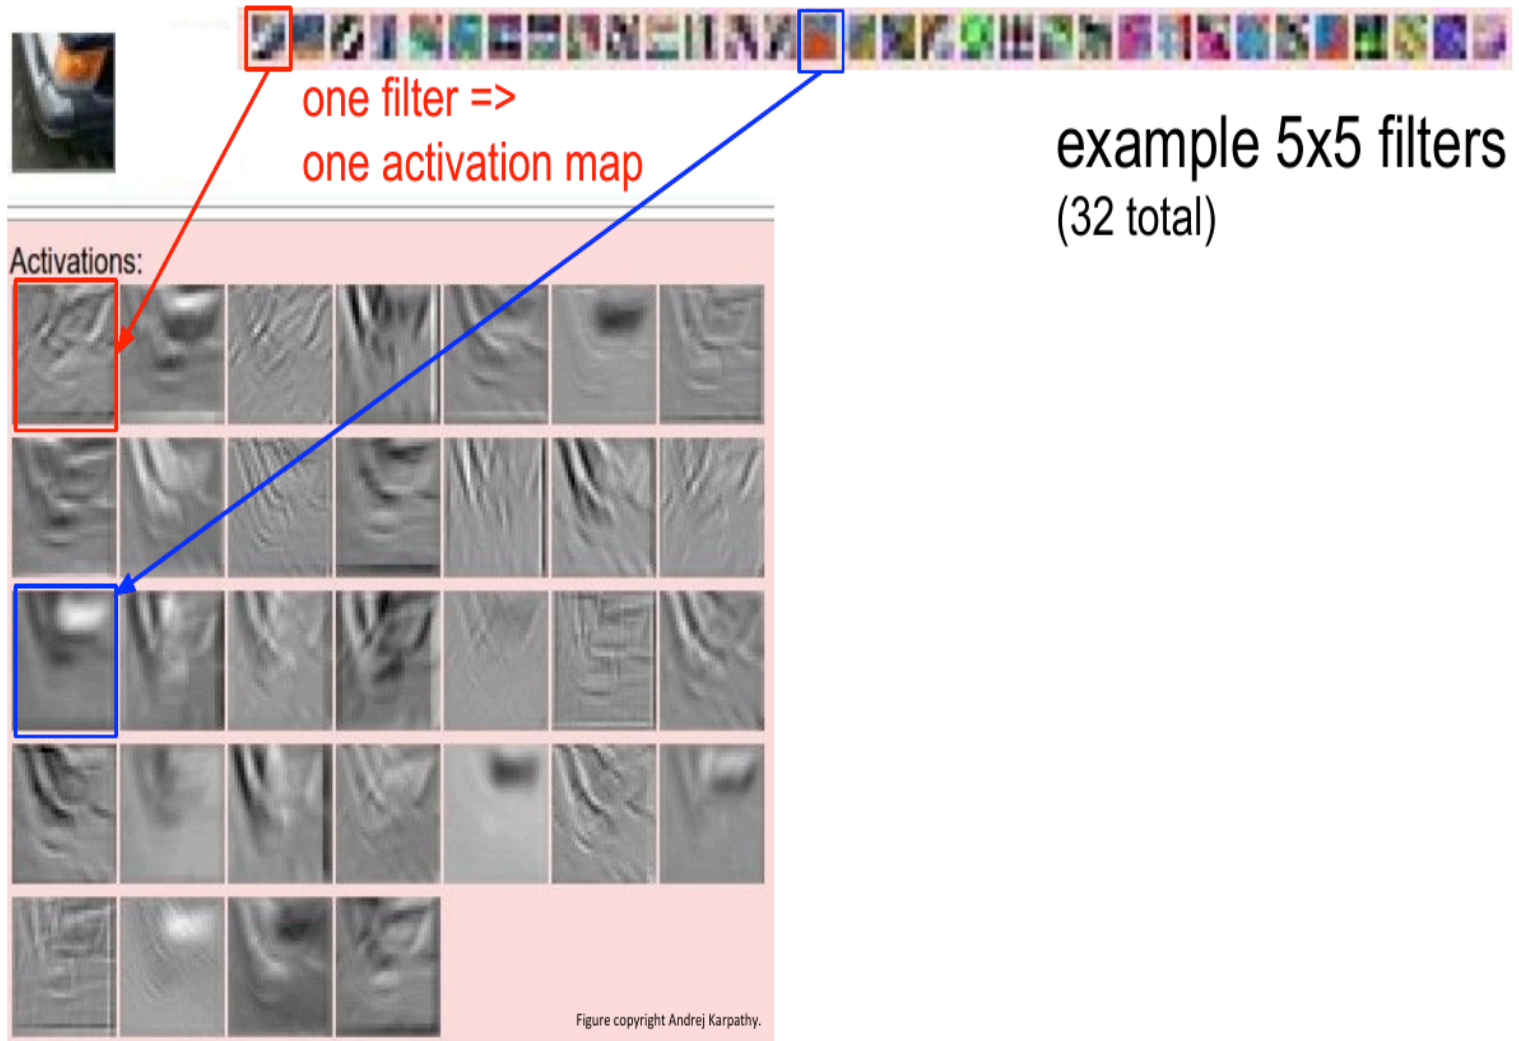 one filter =>
one activation map
example 5x5 filters
(32 total)
Activations:
Figure copyright Andrej Karpathy.